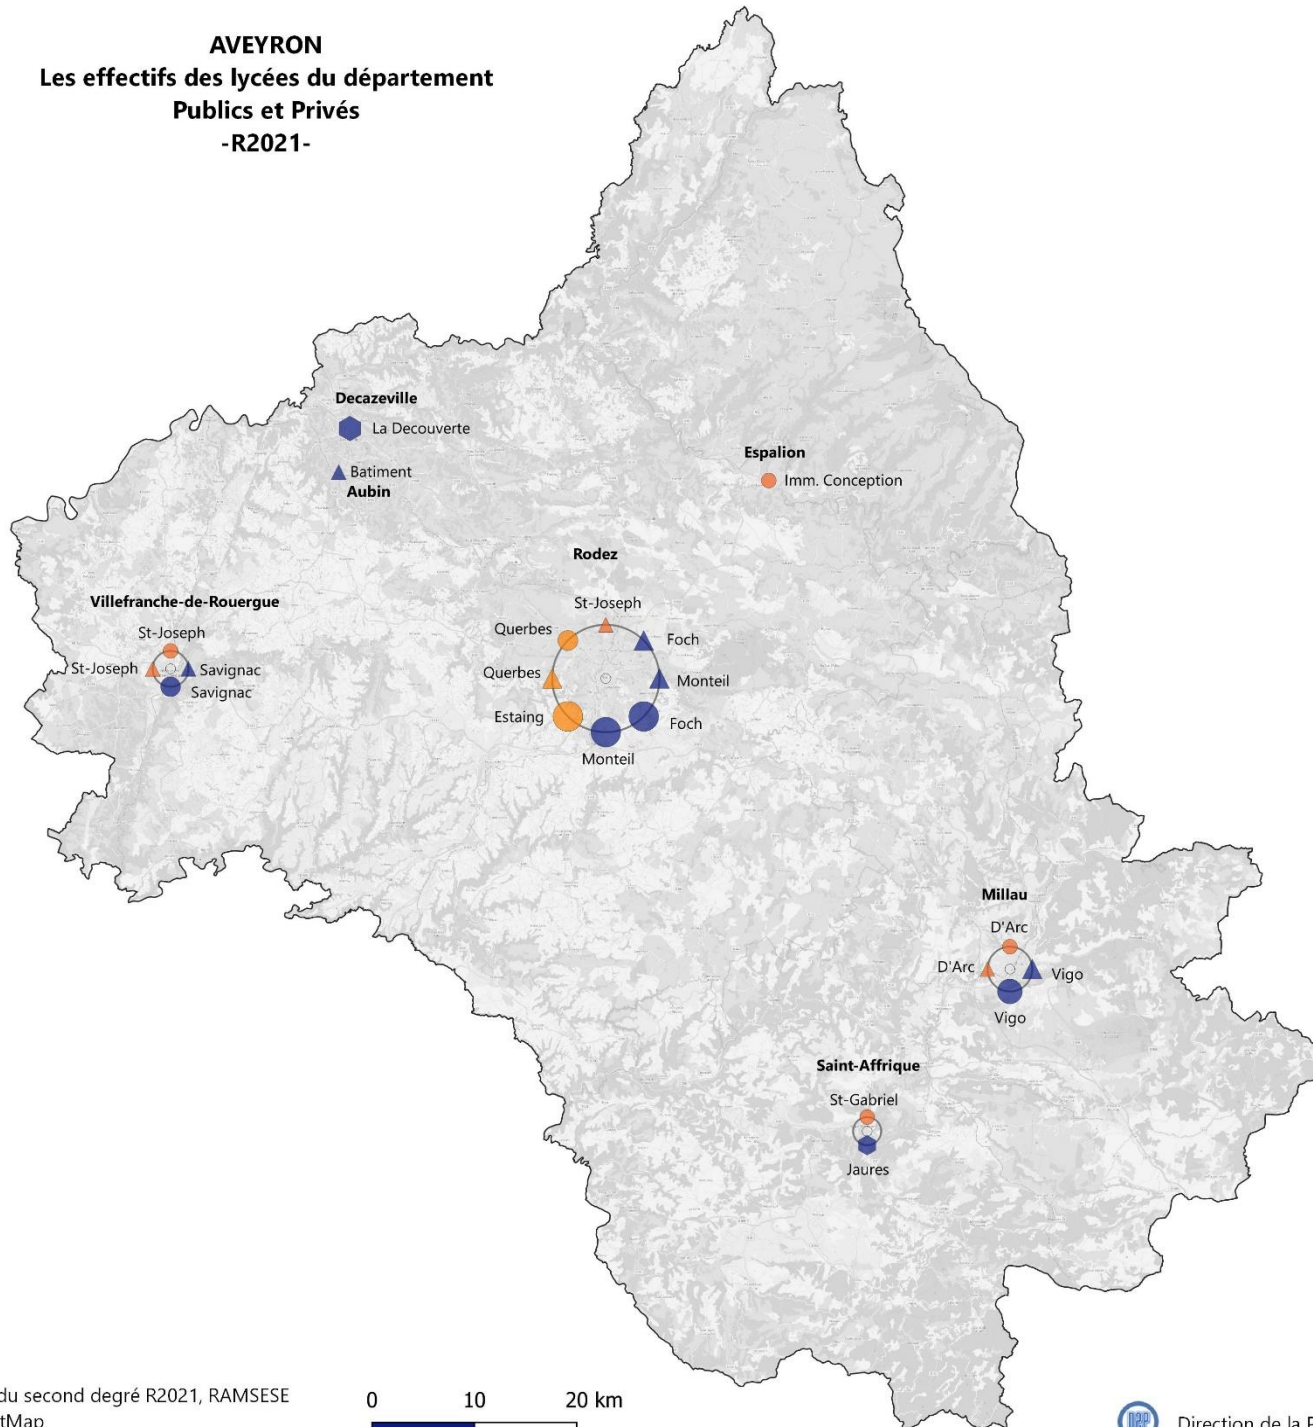 AVEYRON
Les effectifs des lycées du département
Publics et Privés
-R2021-
Decazeville
La Decouverte
Batiment
Aubin
Espalion
Imm. Conception
Rodez
St-Joseph
Querbes
Foch
Querbes
Monteil
Estaing
Foch
Monteil
Villefranche-de-Rouergue
St-Joseph
St-Joseph
Savignac
Savignac
Millau
D'Arc
D'Arc
Vigo
Vigo
Saint-Affrique
St-Gabriel
Jaures
du second degré R2021, RAMSESE
0 10 20 km
Direction de la